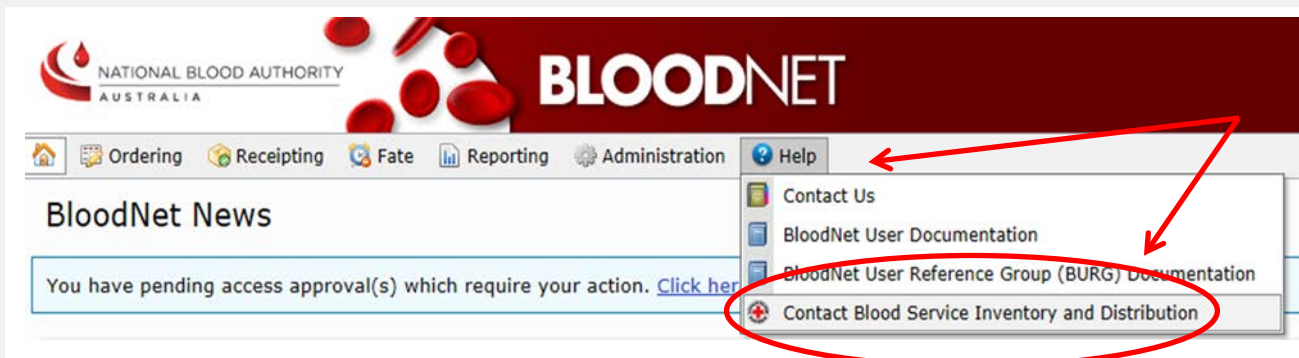 NATIONAL BLOOD AUTHORITY
AUSTRALIA
BLOODNET
Ordering Receipting Fate Reporting Administration Help
Contact Us
BloodNet User Documentation
BloodNet User Reference Group (BURG) Documentation
Contact Blood Service Inventory and Distribution
BloodNet News
You have pending access approval(s) which require your action. Click her